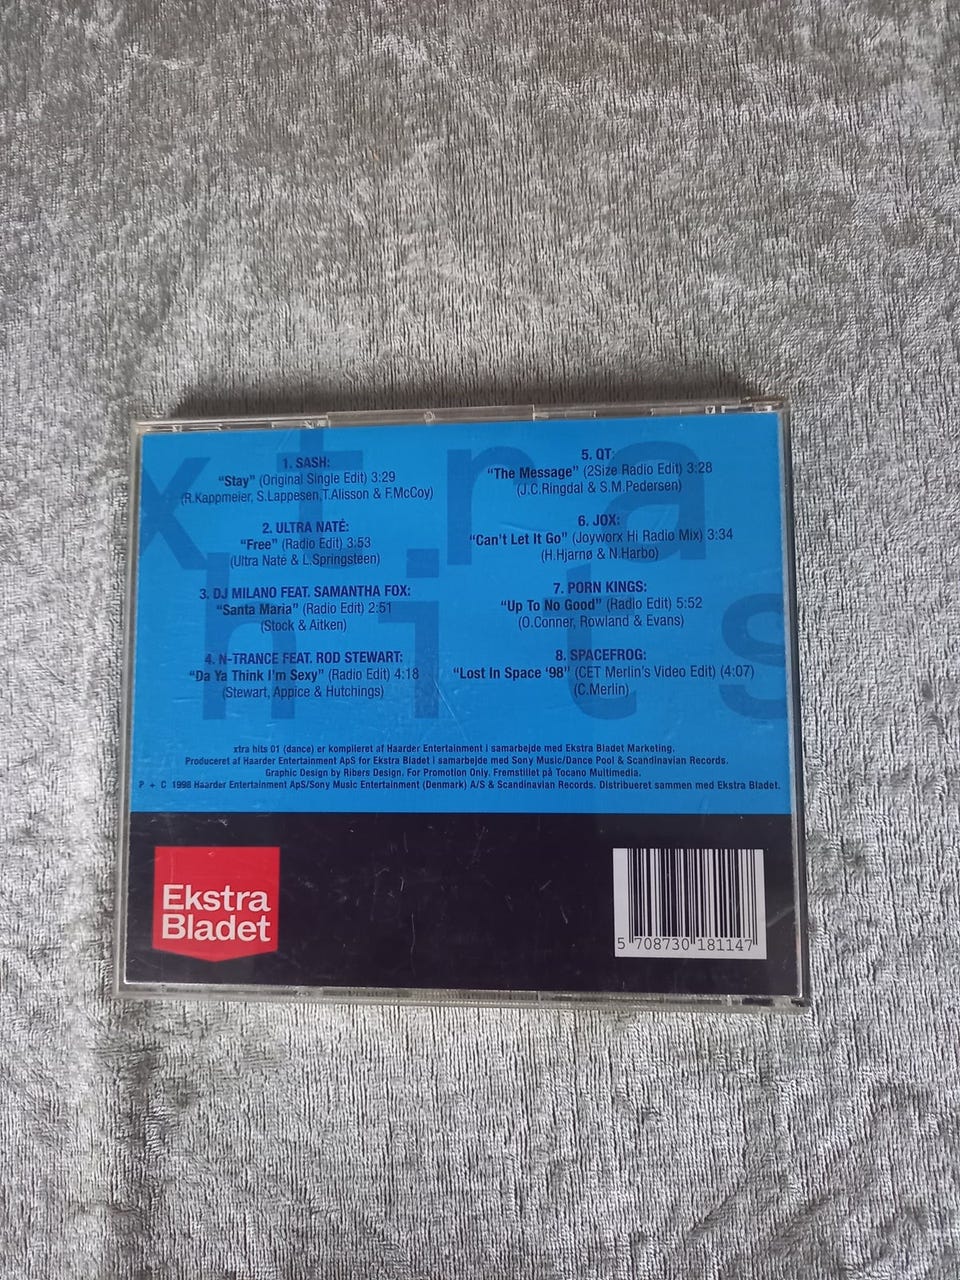 xtra
hits
1. SASH:
“Stay” (Original Single Edit) 3:29
(R.Kappmeier, S.Lappesen,T.Alisson & F.McCoy)
2. ULTRA NATÉ:
“Free” (Radio Edit) 3:53
(Ultra Naté & L.Springsteen)
3. DJ MILANO FEAT. SAMANTHA FOX:
“Santa Maria” (Radio Edit) 2:51
(Stock & Aitken)
4. N-TRANCE FEAT. ROD STEWART:
“Da Ya Think I'm Sexy” (Radio Edit) 4:18
(Stewart, Appice & Hutchings)
5. QT:
“The Message” (2Size Radio Edit) 3:28
(J.C.Ringdal & S.M.Pedersen)
6. JOX:
“Can't Let It Go” (Joyworx Hi Radio Mix) 3:34
(H.Hjarnø & N.Harbo)
7. PORN KINGS:
“Up To No Good” (Radio Edit) 5:52
(O.Conner, Rowland & Evans)
8. SPACEFROG:
“Lost In Space '98” (CET Merlin's Video Edit) (4:07)
(C.Merlin)
xtra hits 01 (dance) er kompileret af Haarder Entertainment i samarbejde med Ekstra Bladet Marketing.
Produceret af Haarder Entertainment ApS for Ekstra Bladet i samarbejde med Sony Music/Dance Pool & Scandinavian Records.
Graphic Design by Ribers Design. For Promotion Only. Fremstillet på Tocano Multimedia.
P + C 1998 Haarder Entertainment ApS/Sony Music Entertainment (Denmark) A/S & Scandinavian Records. Distribueret sammen med Ekstra Bladet.
Ekstra
Bladet
5 708730 181147